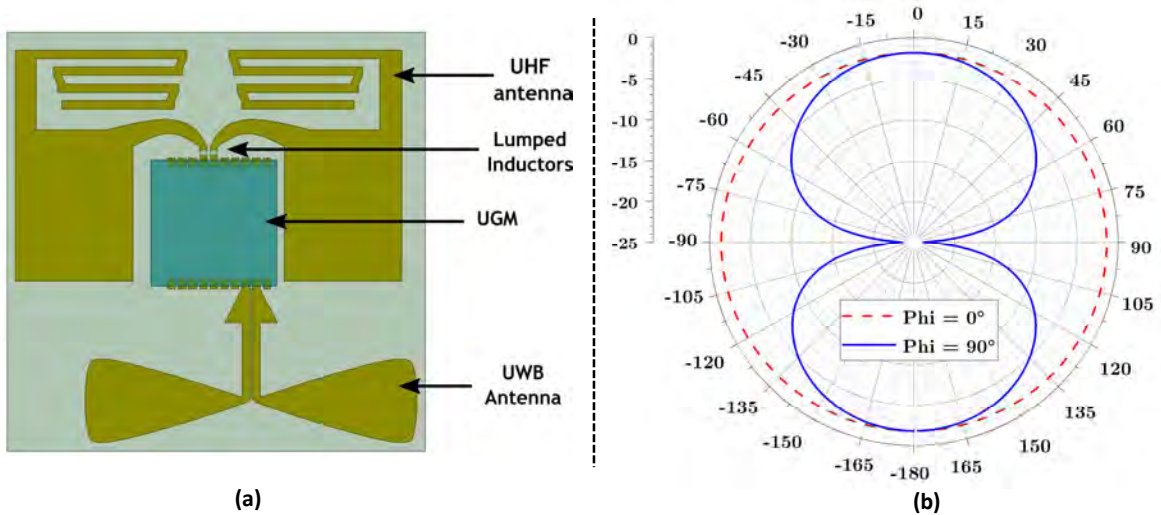 UHF
antenna
Lumped
Inductors
UGM
UWB
Antenna
(a)
0
-5
-10
-15
-20
-25
0
15
30
45
60
75
90
105
120
135
150
165
-180
-165
-150
-135
-120
-105
-90
-75
-60
-45
-30
-15
Phi = 0°
Phi = 90°
(b)